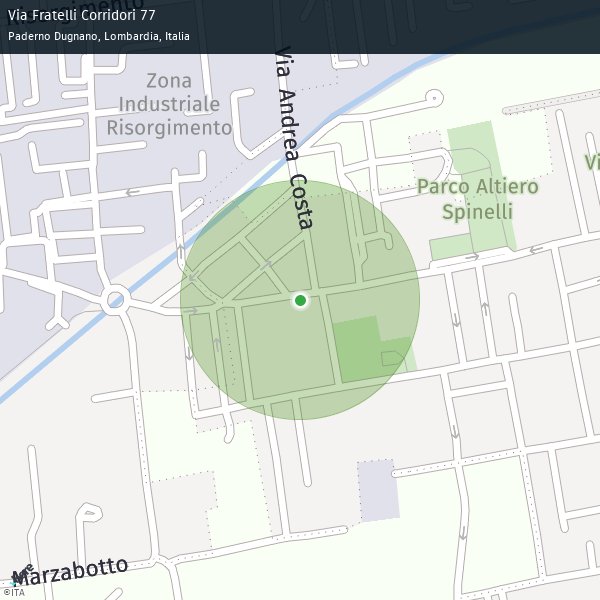 Via Fratelli Corridori 77
Paderno Dugnano, Lombardia, Italia
Risorgimento
Zona
Industriale
Risorgimento
Via Andrea Costa
Parco Altiero
Spinelli
Vi
Marzabotto
©ITA